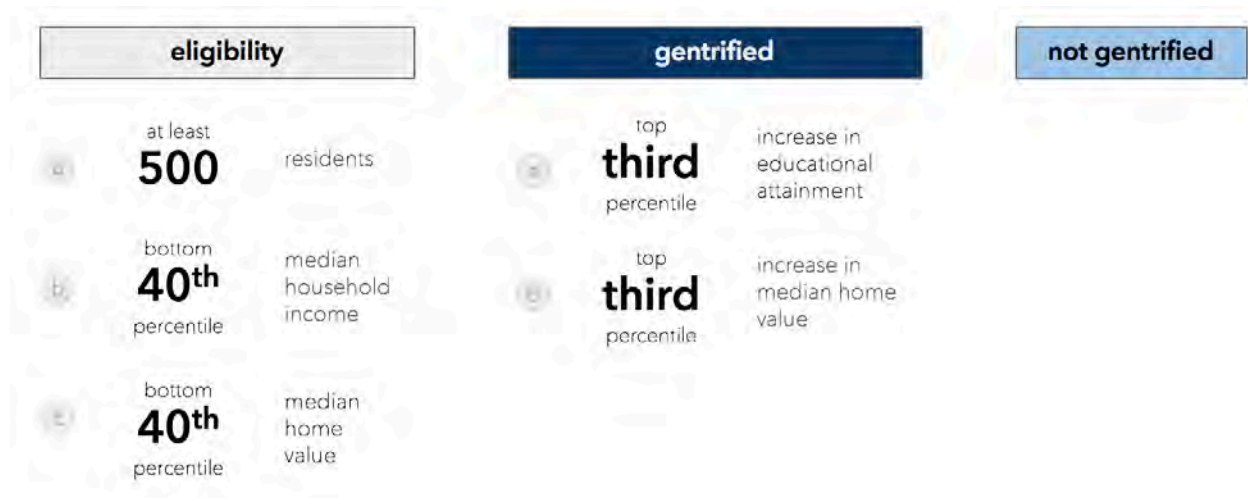 eligibility
at least
500
residents
bottom
40th
percentile
median
household
income
bottom
40th
percentile
median
home
value
gentrified
top
third
percentile
increase in
educational
attainment
top
third
percentile
increase in
median home
value
not gentrified